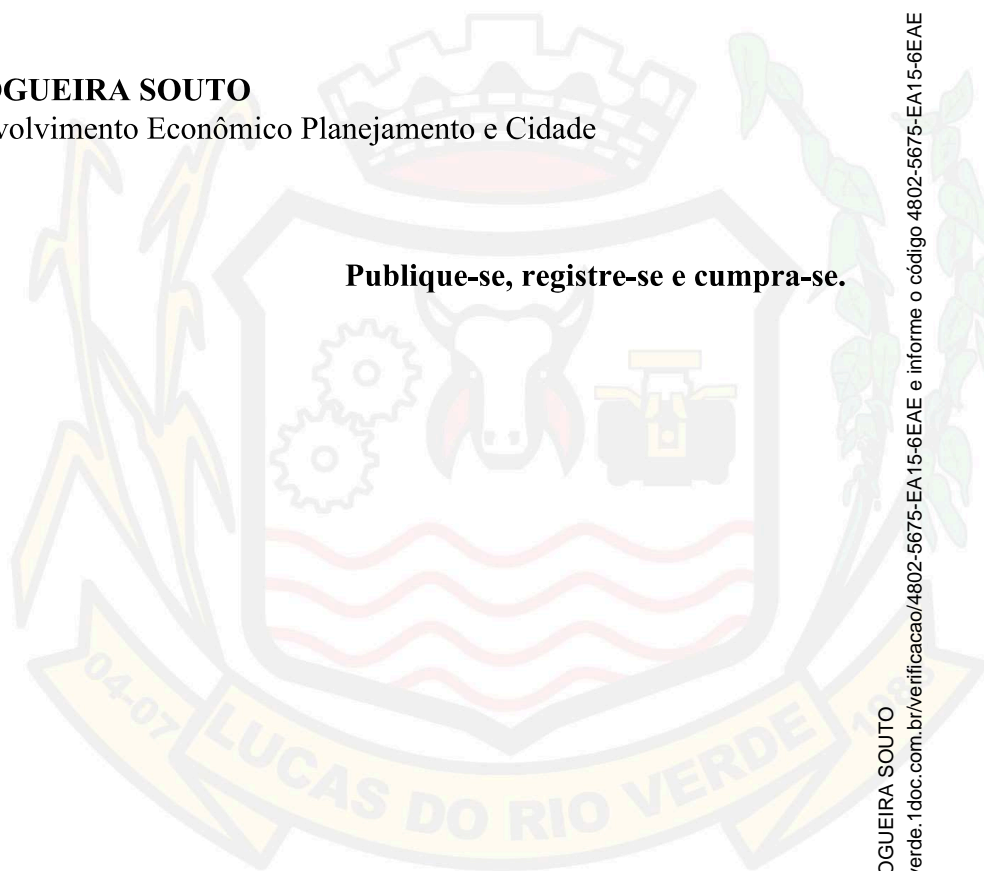 OGUEIRA SOUTO
volvimento Econômico Planejamento e Cidade
Publique-se, registre-se e cumpra-se.
04-07 LUCAS DO RIO VERDE 1988
OGUEIRA SOUTO
verde.1doc.com.br/verificacao/4802-5675-EA15-6EAE e informe o código 4802-5675-EA15-6EAE